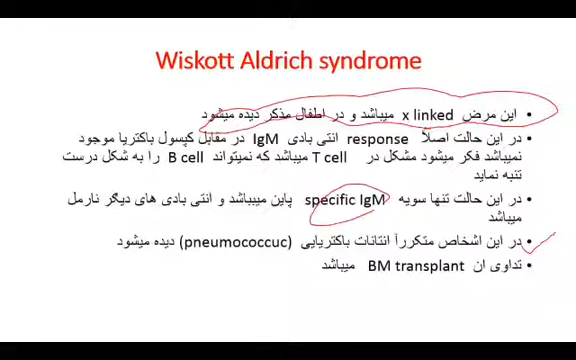 Wiskott Aldrich syndrome
• این مرض x linked میباشد و در اطفال مذکر دیده میشود
• در این حالت اصلآ response انتی بادی IgM در مقابل کپسول باکتریا موجود
نمیباشد فکر میشود مشکل در T cell میباشد که نمیتواند B cell را به شکل درست
تنبه نماید
• در این حالت تنها سویه specific IgM پاین میبباشد و انتی بادی های دیگر نارمل
میباشد
• در این اشخاص متکررآ انتانات باکتریایی (pneumococcuc) دیده میشود
• تداوی ان BM transplant میباشد